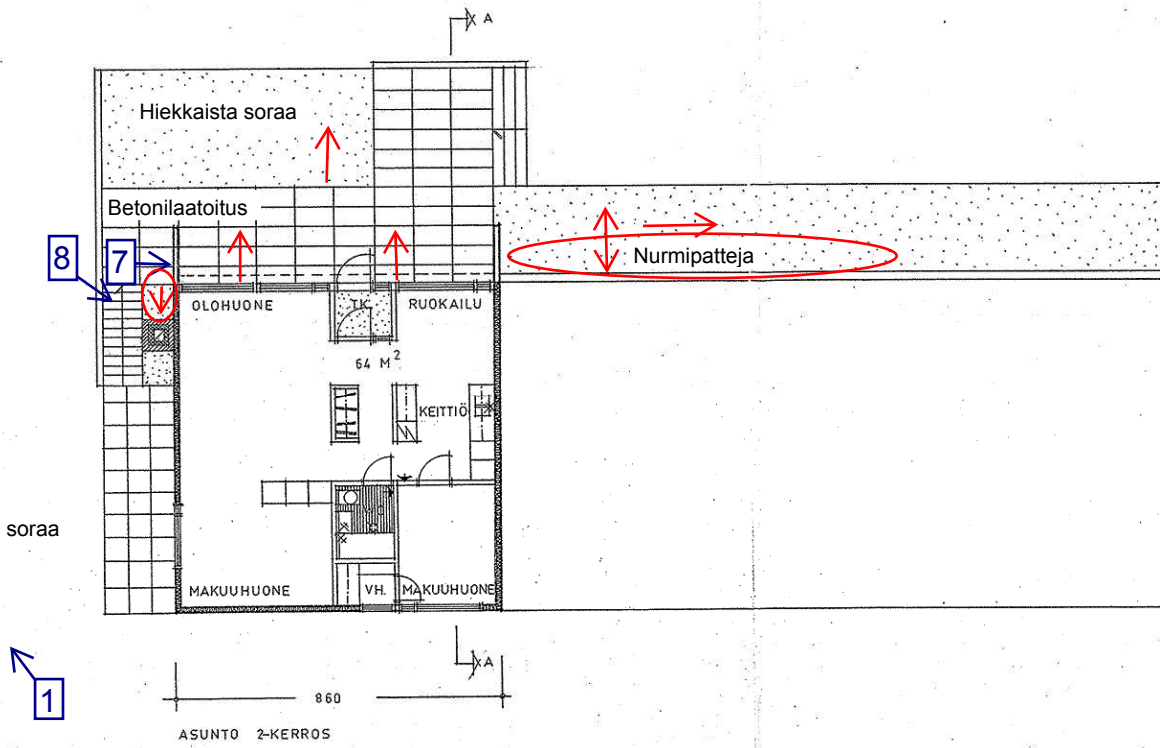 A
Hiekkaista soraa
Betonilaatoitus
8
7
Nurmipatteja
OLOHUONE
TK.
RUOKAILU
64 M²
KEITTIÖ
soraa
MAKUUHUONE
VH.
MAKUUHUONE
A
1
860
ASUNTO 2-KERROS